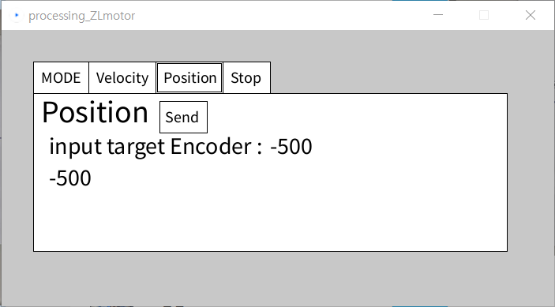 processing_ZLmotor
MODE Velocity Position Stop
Position Send
input target Encoder : -500
-500